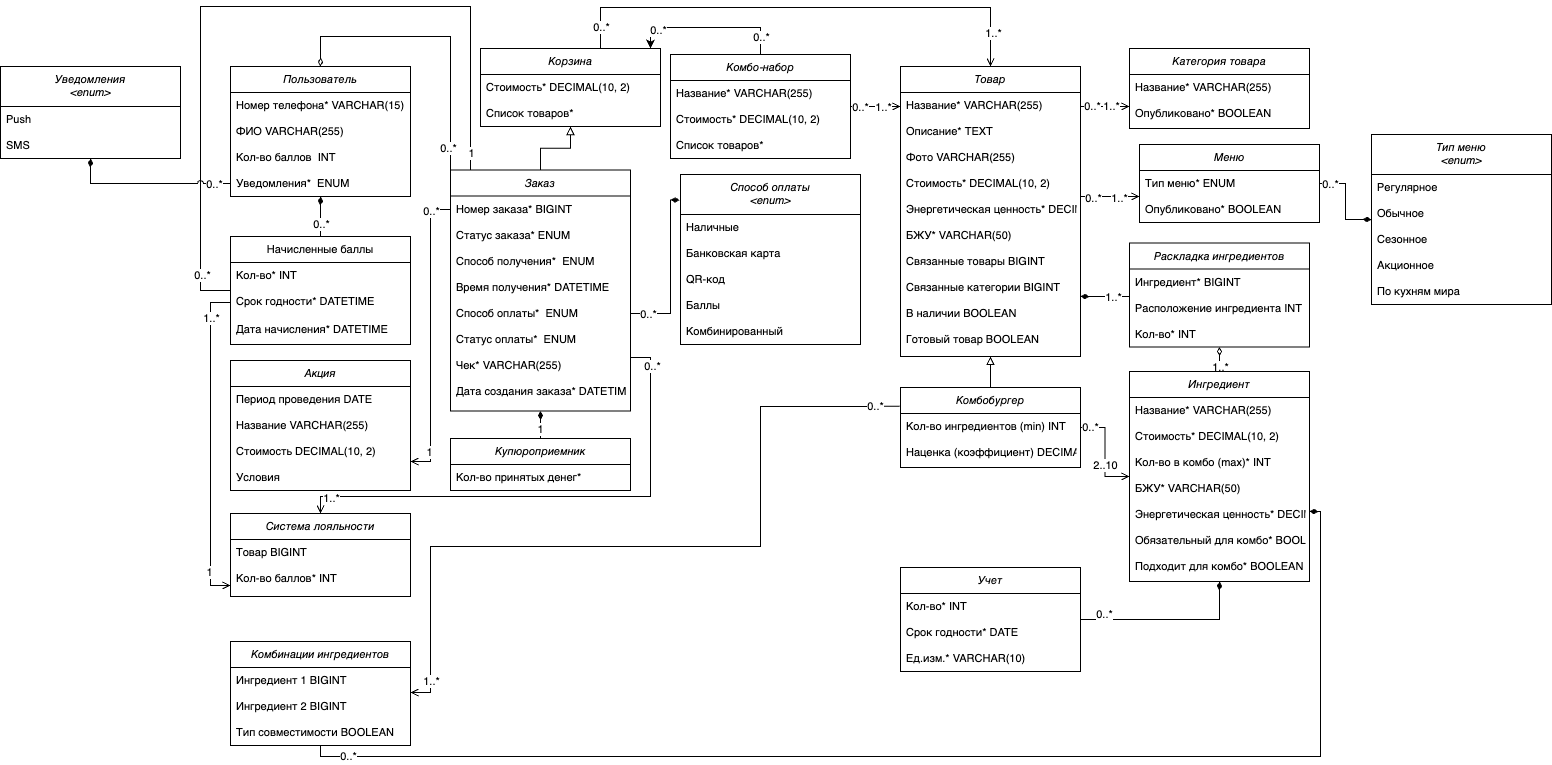 Уведомления
<enum>
Push
SMS
Пользователь
Номер телефона* VARCHAR(15)
ФИО VARCHAR(255)
Кол-во баллов INT
Уведомления* ENUM
0..*
0..*
Начисленные баллы
Кол-во* INT
Срок годности* DATETIME
Дата начисления* DATETIME
0..*
1..*
1
Акция
Период проведения DATE
Название VARCHAR(255)
Стоимость DECIMAL(10, 2)
Условия
1
Система лояльности
Товар BIGINT
Кол-во баллов* INT
1..*
Комбинации ингредиентов
Ингредиент 1 BIGINT
Ингредиент 2 BIGINT
Тип совместимости BOOLEAN
1..*
0..*
Корзина
Стоимость* DECIMAL(10, 2)
Список товаров*
0..*
0..*
0..*
1..*
Комбо-набор
Название* VARCHAR(255)
Стоимость* DECIMAL(10, 2)
Список товаров*
0..*
1..*
0..*
1
Заказ
Номер заказа* BIGINT
Статус заказа* ENUM
Способ получения* ENUM
Время получения* DATETIME
Способ оплаты* ENUM
Статус оплаты* ENUM
Чек* VARCHAR(255)
Дата создания заказа* DATETIM
0..*
0..*
0..*
1
Купюроприемник
Кол-во принятых денег*
Способ оплаты
<enum>
Наличные
Банковская карта
QR-код
Баллы
Комбинированный
Товар
Название* VARCHAR(255)
Описание* TEXT
Фото VARCHAR(255)
Стоимость* DECIMAL(10, 2)
Энергетическая ценность* DECI
БЖУ* VARCHAR(50)
Связанные товары BIGINT
Связанные категории BIGINT
В наличии BOOLEAN
Готовый товар BOOLEAN
0..*
1..*
0..*
1..*
1..*
Комбобургер
Кол-во ингредиентов (min) INT
Наценка (коэффициент) DECIMA
0..*
0..*
2..10
Учет
Кол-во* INT
Срок годности* DATE
Ед.изм.* VARCHAR(10)
0..*
Категория товара
Название* VARCHAR(255)
Опубликовано* BOOLEAN
Меню
Тип меню* ENUM
Опубликовано* BOOLEAN
0..*
Тип меню
<enum>
Регулярное
Обычное
Сезонное
Акционное
По кухням мира
Раскладка ингредиентов
Ингредиент* BIGINT
Расположение ингредиента INT
Кол-во* INT
1..*
Ингредиент
Название* VARCHAR(255)
Стоимость* DECIMAL(10, 2)
Кол-во в комбо (max)* INT
БЖУ* VARCHAR(50)
Энергетическая ценность* DECI
Обязательный для комбо* BOOL
Подходит для комбо* BOOLEAN